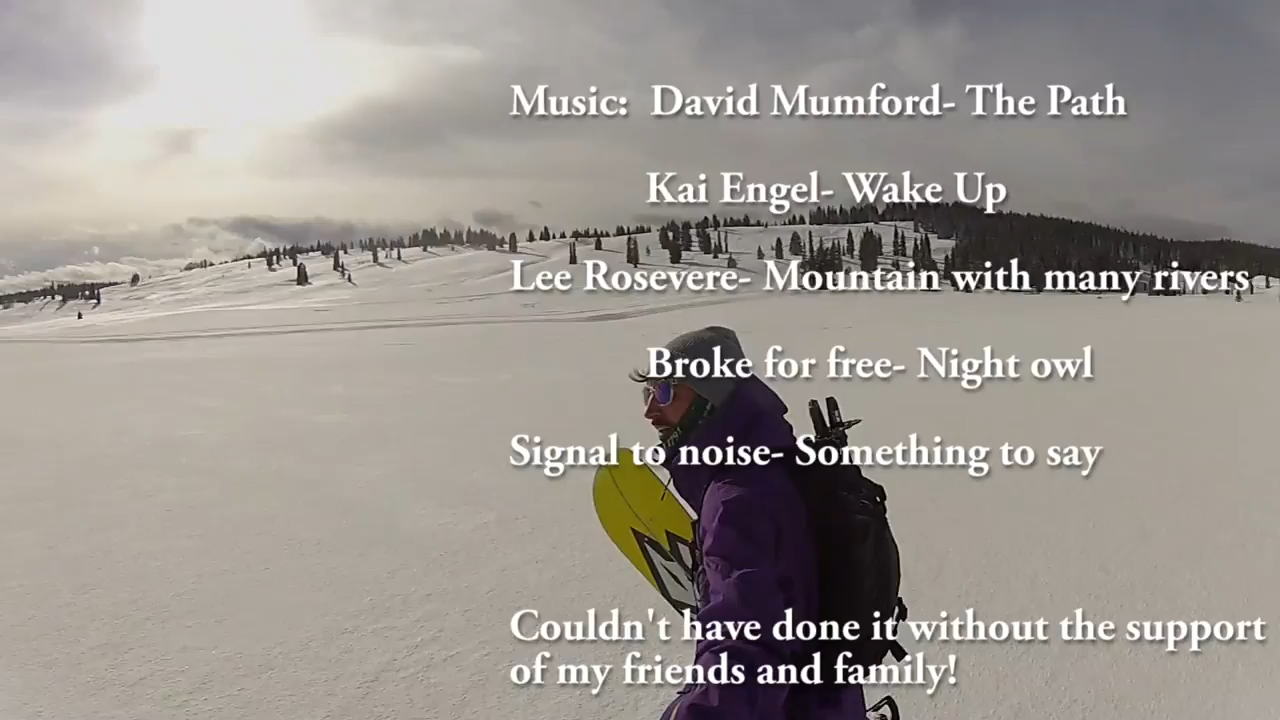 Music: David Mumford- The Path
Kai Engel- Wake Up
Lee Rosevere- Mountain with many rivers
Broke for free- Night owl
Signal to noise- Something to say
Couldn't have done it without the support
of my friends and family!